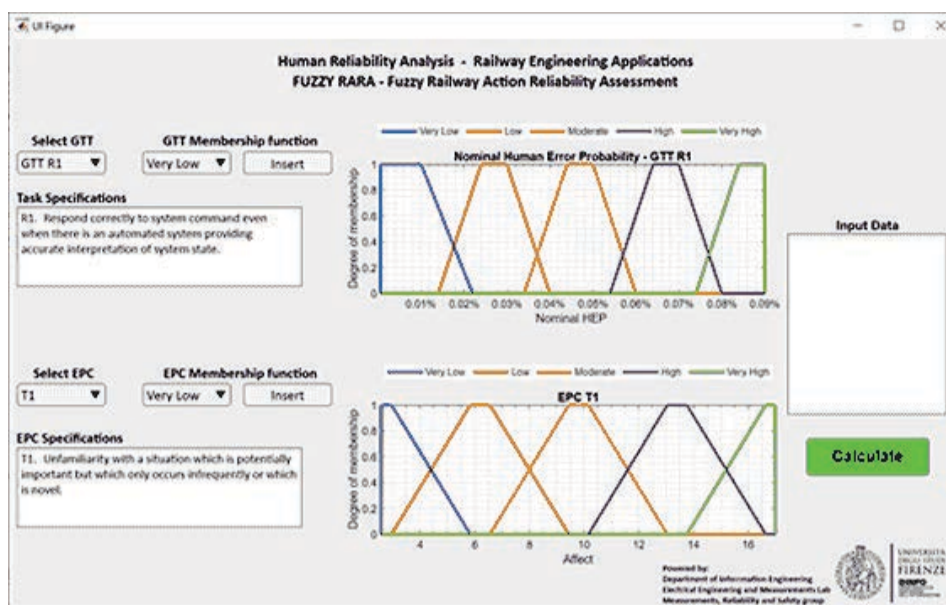 UI Figure
Human Reliability Analysis - Railway Engineering Applications
FUZZY RARA - Fuzzy Railway Action Reliability Assessment
Select GTT
GTT Membership function
GTT R1
Very Low
Insert
Task Specifications
R1. Respond correctly to system command even
when there is an automated system providing
accurate interpretation of system state.
Very Low Low Moderate High Very High
Nominal Human Error Probability - GTT R1
Degree of membership
1
0.8
0.6
0.4
0.2
0
0.01% 0.02% 0.03% 0.04% 0.05% 0.06% 0.07% 0.08% 0.09%
Nominal HEP
Input Data
Select EPC
EPC Membership function
T1
Very Low
Insert
EPC Specifications
T1. Unfamiliarity with a situation which is potentially
important but which only occurs infrequently or which
is novel.
Very Low Low Moderate High Very High
EPC T1
Degree of membership
1
0.8
0.6
0.4
0.2
0
4 6 8 10 12 14 16
Affect
Calculate
Powered by:
Department of Information Engineering
Electrical Engineering and Measurements Lab
Measurements, Reliability and Safety group
UNIVERSITÀ
DEGLI STUDI
FIRENZE
DINFO